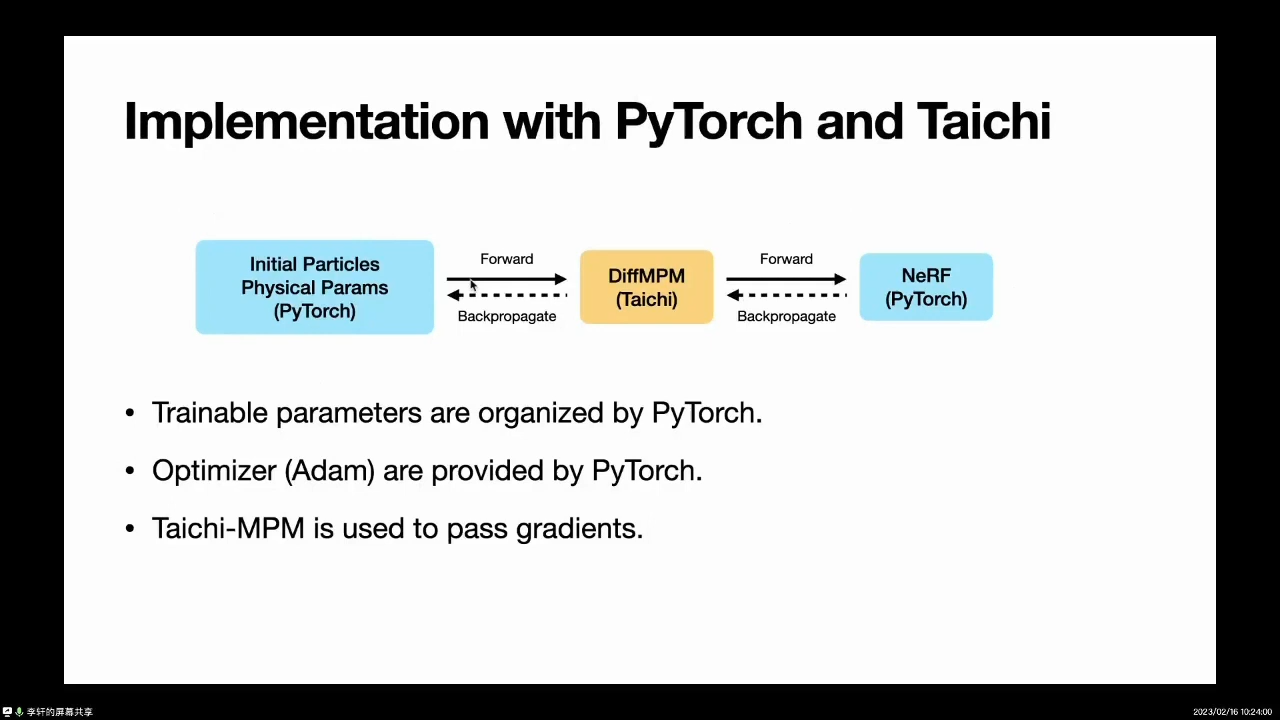 Implementation with PyTorch and Taichi
Initial Particles
Physical Params
(PyTorch)
Forward
Backpropagate
DiffMPM
(Taichi)
Forward
Backpropagate
NeRF
(PyTorch)
• Trainable parameters are organized by PyTorch.
• Optimizer (Adam) are provided by PyTorch.
• Taichi-MPM is used to pass gradients.
李轩的屏幕共享
2023/02/16 10:24:00